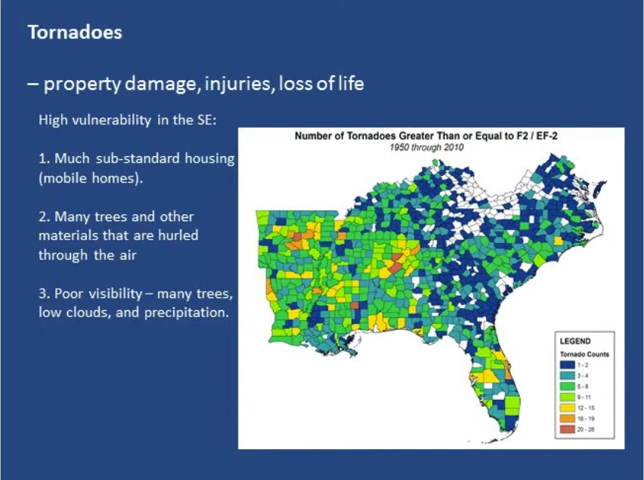 Tornadoes
– property damage, injuries, loss of life
High vulnerability in the SE:
1. Much sub-standard housing
(mobile homes).
2. Many trees and other
materials that are hurled
through the air
3. Poor visibility – many trees,
low clouds, and precipitation.
Number of Tornadoes Greater Than or Equal to F2 / EF-2
1950 through 2010
LEGEND
Tornado Counts
1 - 2
3 - 4
5 - 8
9 - 11
12 - 15
16 - 19
20 - 26